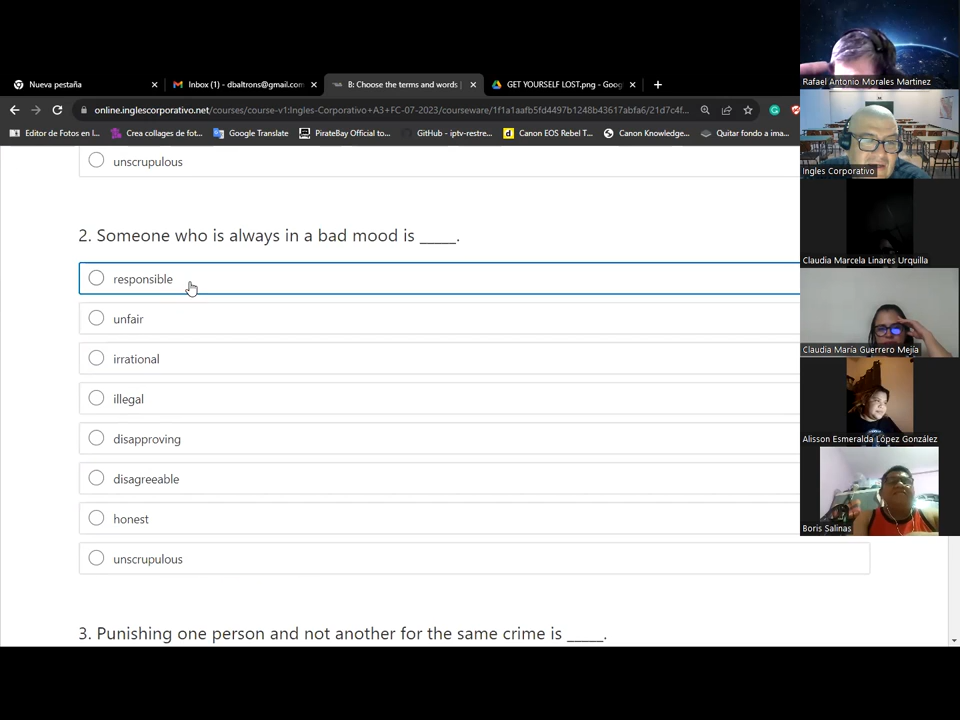 Nueva pestaña
Inbox (1) - dbaltrons@gmail.com
B: Choose the terms and words |
GET YOURSELF LOST.png - Goog
online.inglescorporativo.net/courses/course-v1:Ingles-Corporativo+A3+FC-07-2023/courseware/1f1a1aafb5fd4497b1248b43617abfa6/21d7c4f...
Editor de Fotos en l...
Crea collages de fot...
Google Translate
PirateBay Official to...
GitHub - iptv-restre...
Canon EOS Rebel T...
Canon Knowledge...
Quitar fondo a ima...
unscrupulous
2. Someone who is always in a bad mood is _____.
responsible
unfair
irrational
illegal
disapproving
disagreeable
honest
unscrupulous
3. Punishing one person and not another for the same crime is _____.
Rafael Antonio Morales Martinez
Ingles Corporativo
Claudia Marcela Linares Urquilla
Claudia María Guerrero Mejía
Alisson Esmeralda López González
Boris Salinas